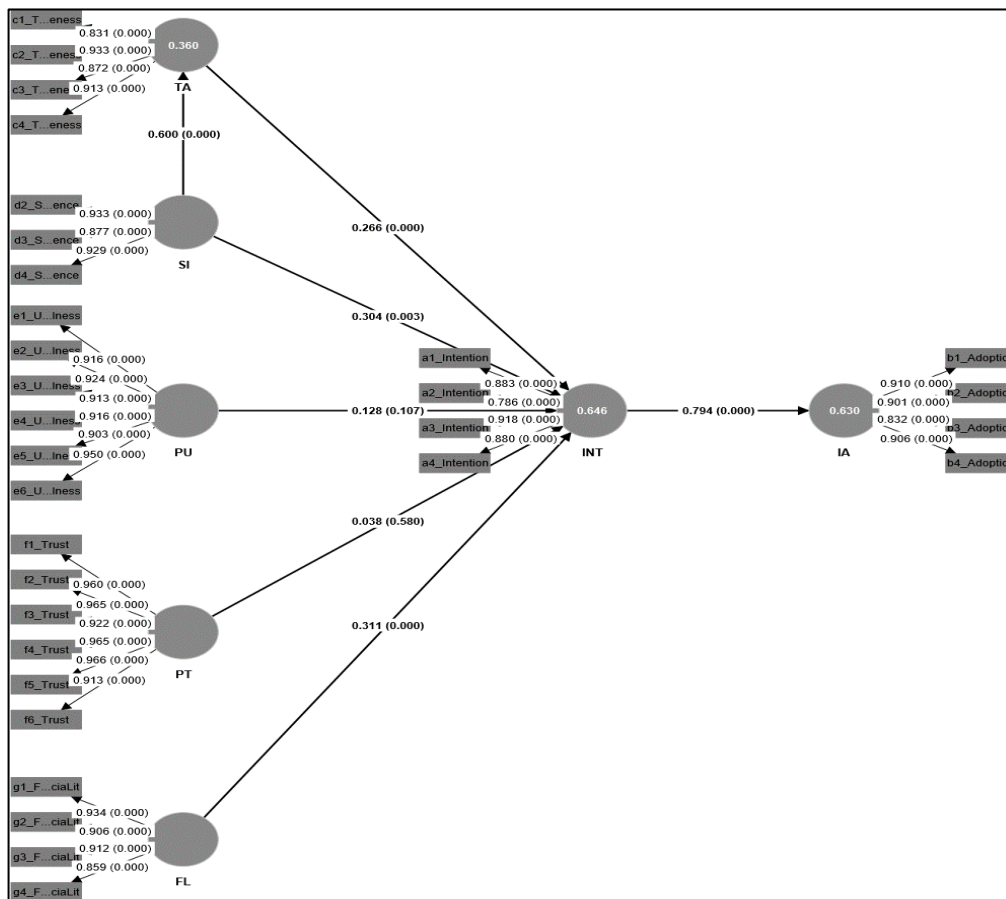 c1_T...eness
0.831 (0.000)
c2_T...eness
0.933 (0.000)
0.872 (0.000)
c3_T...eness
0.913 (0.000)
c4_T...eness
0.360
TA
0.600 (0.000)
d2_S...ence
0.933 (0.000)
d3_S...ence
0.877 (0.000)
0.929 (0.000)
d4_S...ence
SI
0.266 (0.000)
0.304 (0.003)
e1_U...lness
e2_U...lness
0.916 (0.000)
0.924 (0.000)
e3_U...lness
0.913 (0.000)
e4_U...lness
0.916 (0.000)
0.903 (0.000)
e5_U...lness
0.950 (0.000)
e6_U...lness
PU
0.128 (0.107)
a1_Intention
0.883 (0.000)
a2_Intention
0.786 (0.000)
0.918 (0.000)
a3_Intention
0.880 (0.000)
a4_Intention
0.646
INT
0.794 (0.000)
0.630
IA
b1_Adoptio
0.910 (0.000)
b2_Adoptio
0.901 (0.000)
0.832 (0.000)
b3_Adoptio
0.906 (0.000)
b4_Adoptio
0.038 (0.580)
f1_Trust
f2_Trust
0.960 (0.000)
0.965 (0.000)
f3_Trust
0.922 (0.000)
f4_Trust
0.965 (0.000)
0.966 (0.000)
f5_Trust
0.913 (0.000)
f6_Trust
PT
0.311 (0.000)
g1_F...ciaLit
0.934 (0.000)
g2_F...ciaLit
0.906 (0.000)
0.912 (0.000)
g3_F...ciaLit
0.859 (0.000)
g4_F...ciaLit
FL